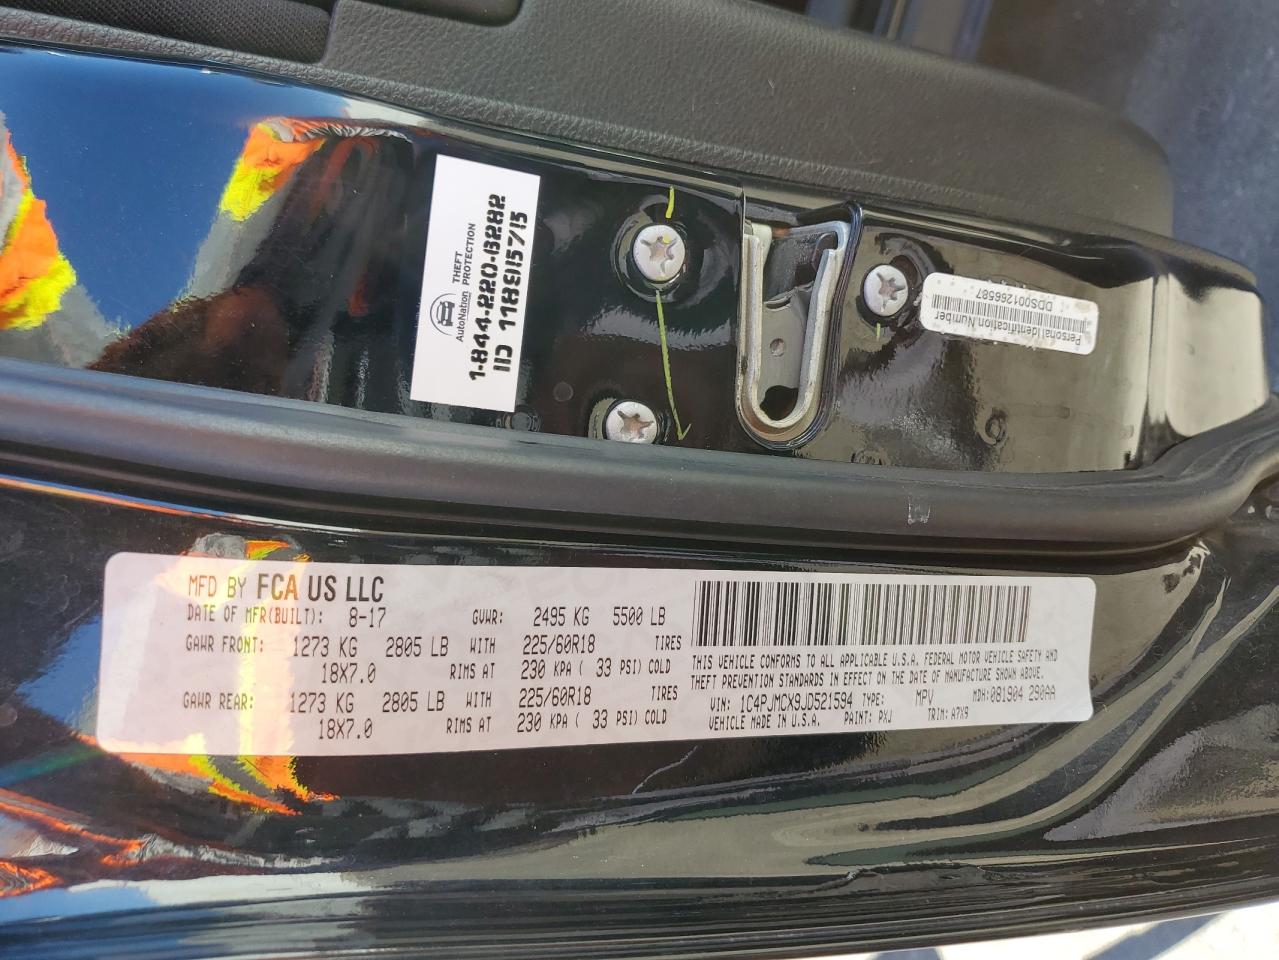 AutoNation
THEFT
PROTECTION
1-844-220-8282
ID 118915715
Personal Identification Number
DDS001266587
MFD BY FCA US LLC
DATE OF MFR(BUILT): 8-17 GVWR: 2495 KG 5500 LB
GAWR FRONT: 1273 KG 2805 LB WITH 225/60R18 TIRES
18X7.0 RIMS AT 230 KPA ( 33 PSI) COLD
GAWR REAR: 1273 KG 2805 LB WITH 225/60R18 TIRES
18X7.0 RIMS AT 230 KPA ( 33 PSI) COLD
THIS VEHICLE CONFORMS TO ALL APPLICABLE U.S.A. FEDERAL MOTOR VEHICLE SAFETY AND
THEFT PREVENTION STANDARDS IN EFFECT ON THE DATE OF MANUFACTURE SHOWN ABOVE.
VIN: 1C4PJMCX9JD521594 TYPE: MPV MDH: 081904 290AA
VEHICLE MADE IN U.S.A. PAINT: PXJ TRIM: A7X9